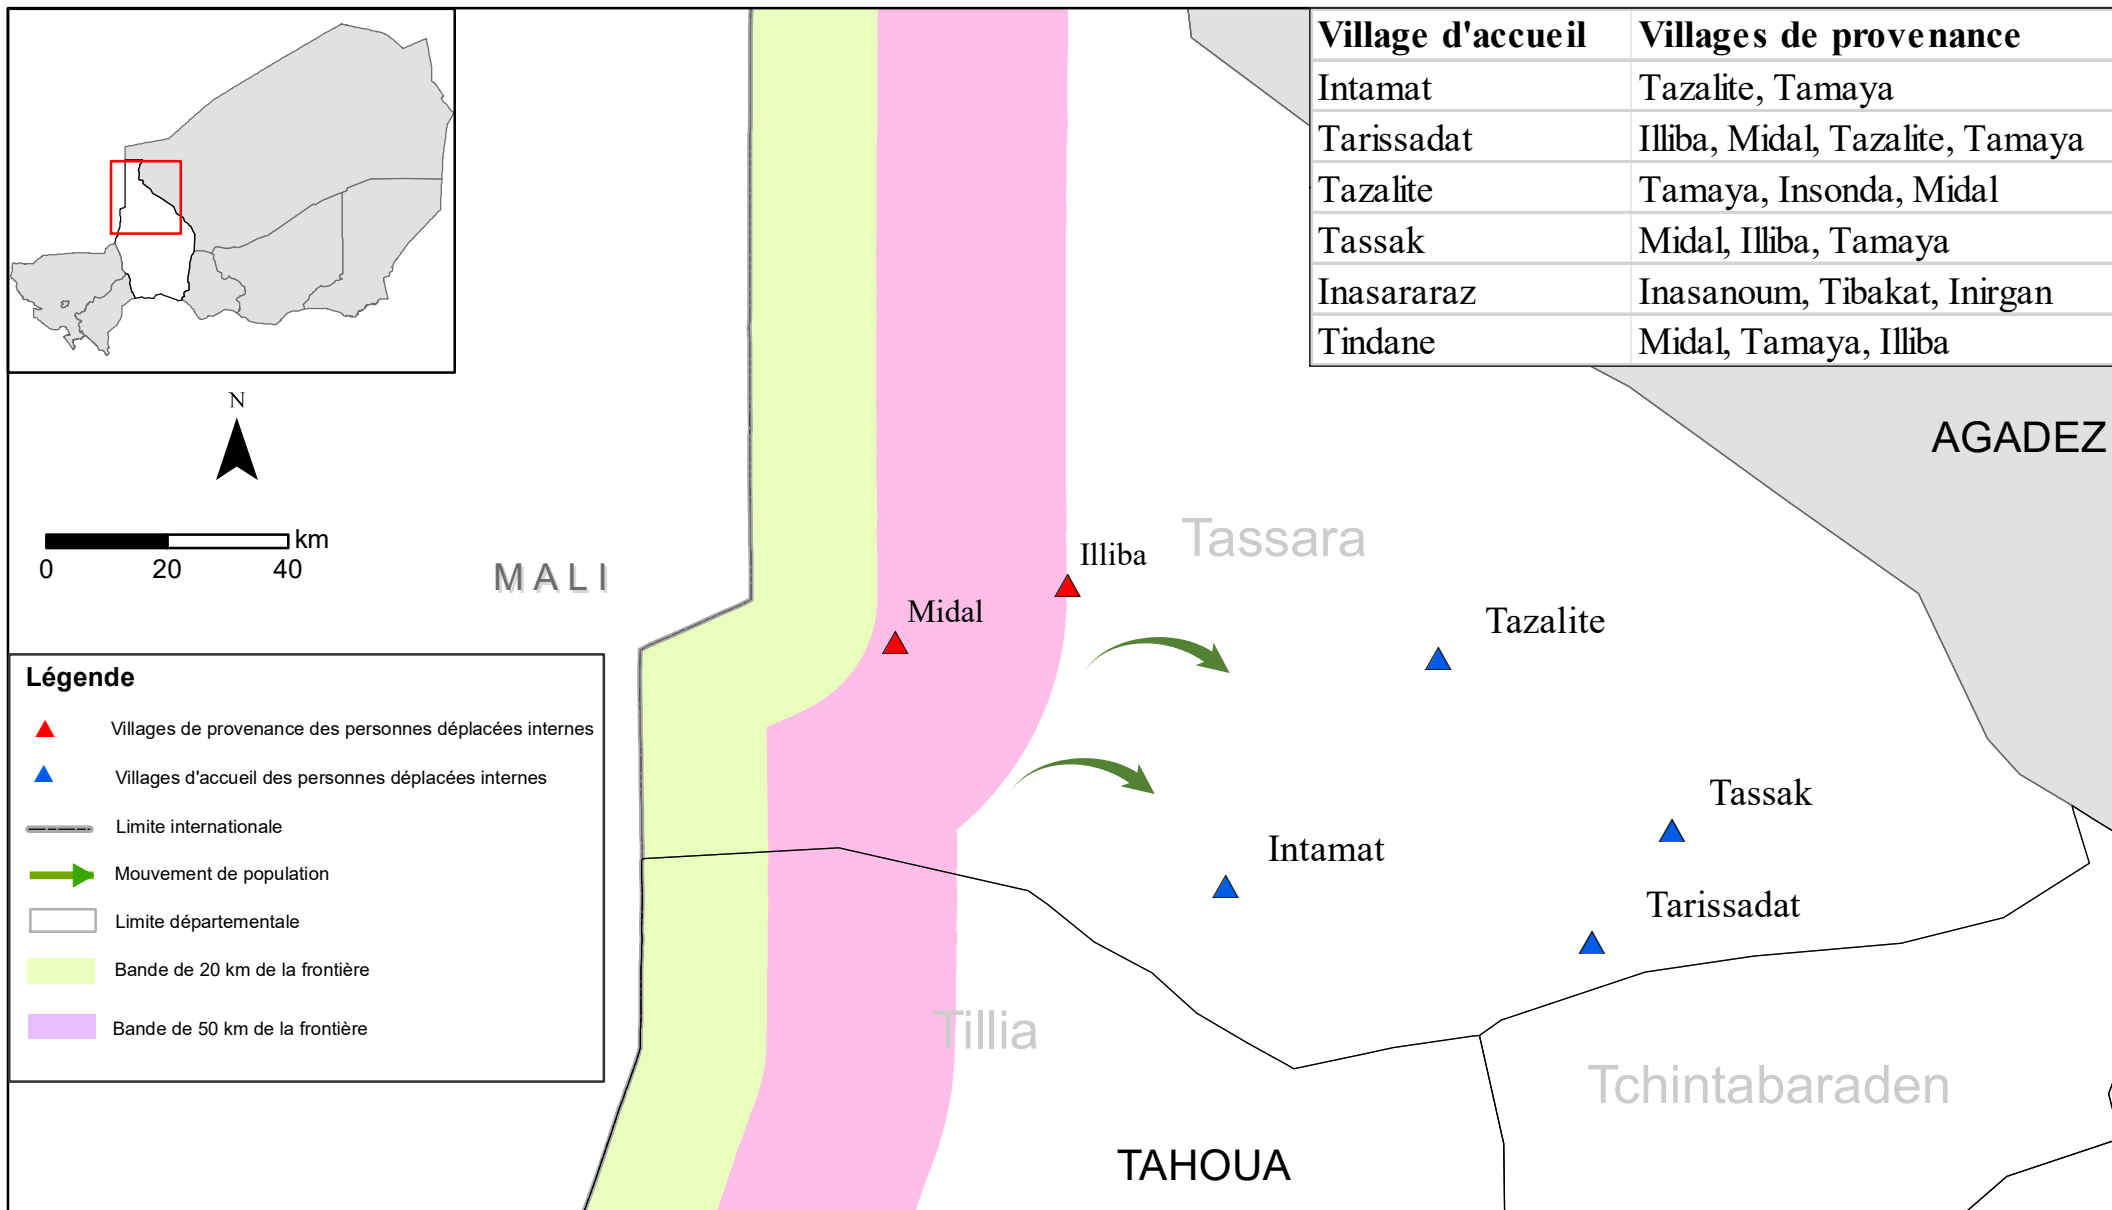 Village d'accueil Villages de provenance
Intamat Tazalite, Tamaya
Tarissadat Illiba, Midal, Tazalite, Tamaya
Tazalite Tamaya, Insonda, Midal
Tassak Midal, Illiba, Tamaya
Inasararaz Inasanoum, Tibakat, Inirgan
Tindane Midal, Tamaya, Illiba
N
km
0 20 40
MALI
AGADEZ
Tassara
Illiba
Midal
Tazalite
Tassak
Intamat
Tarissadat
Tillia
Tchintabaraden
TAHOUA
Légende
Villages de provenance des personnes déplacées internes
Villages d'accueil des personnes déplacées internes
Limite internationale
Mouvement de population
Limite départementale
Bande de 20 km de la frontière
Bande de 50 km de la frontière